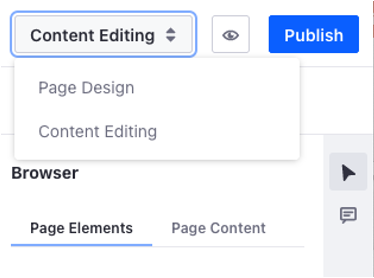 Content Editing
Publish
Page Design
Content Editing
Browser
Page Elements
Page Content